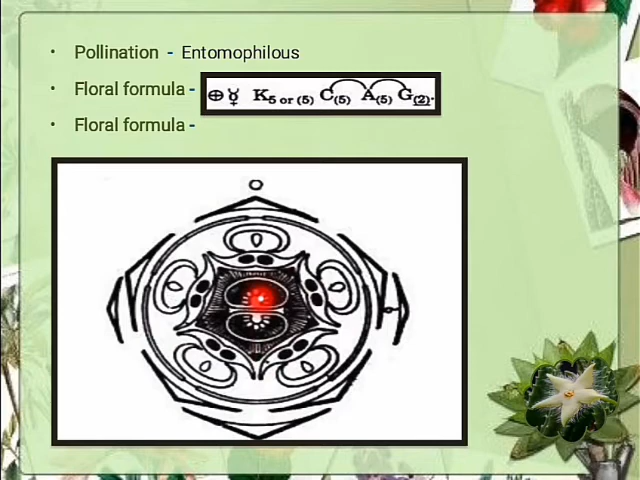 • Pollination - Entomophilous
• Floral formula - ⊕ ⚥ K5 or (5) C(5) A(5) G(2).
• Floral formula -